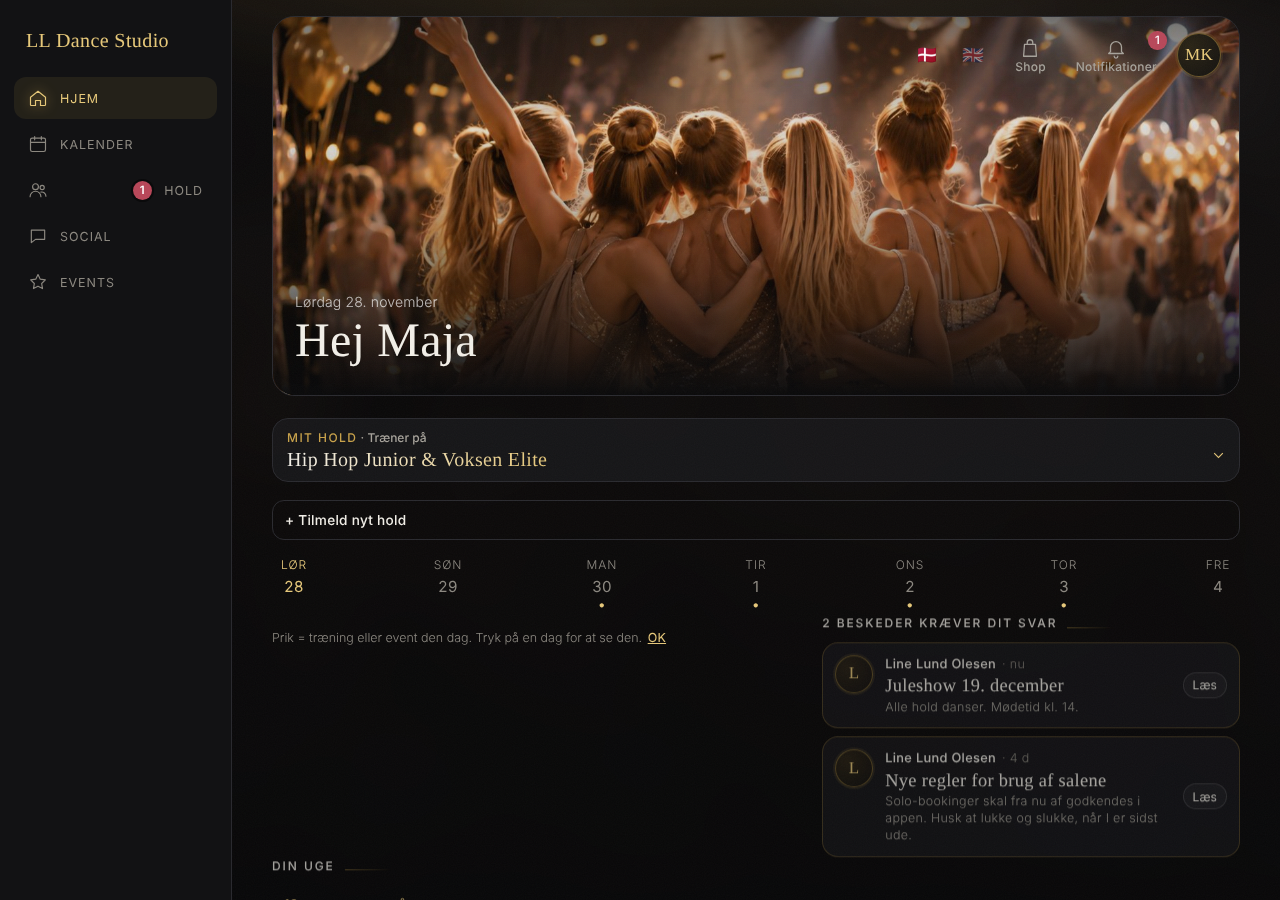 LL Dance Studio
HJEM
KALENDER
1 HOLD
SOCIAL
EVENTS
Shop
1
Notifikationer
MK
Lørdag 28. november
Hej Maja
MIT HOLD · Træner på
Hip Hop Junior & Voksen Elite
+ Tilmeld nyt hold
LØR SØN MAN TIR ONS TOR FRE
28 29 30 1 2 3 4
Prik = træning eller event den dag. Tryk på en dag for at se den. OK
2 BESKEDER KRÆVER DIT SVAR
L
Line Lund Olesen · nu
Juleshow 19. december
Alle hold danser. Mødetid kl. 14.
Læs
L
Line Lund Olesen · 4 d
Nye regler for brug af salene
Solo-bookinger skal fra nu af godkendes i
appen. Husk at lukke og slukke, når I er sidst
ude.
Læs
DIN UGE